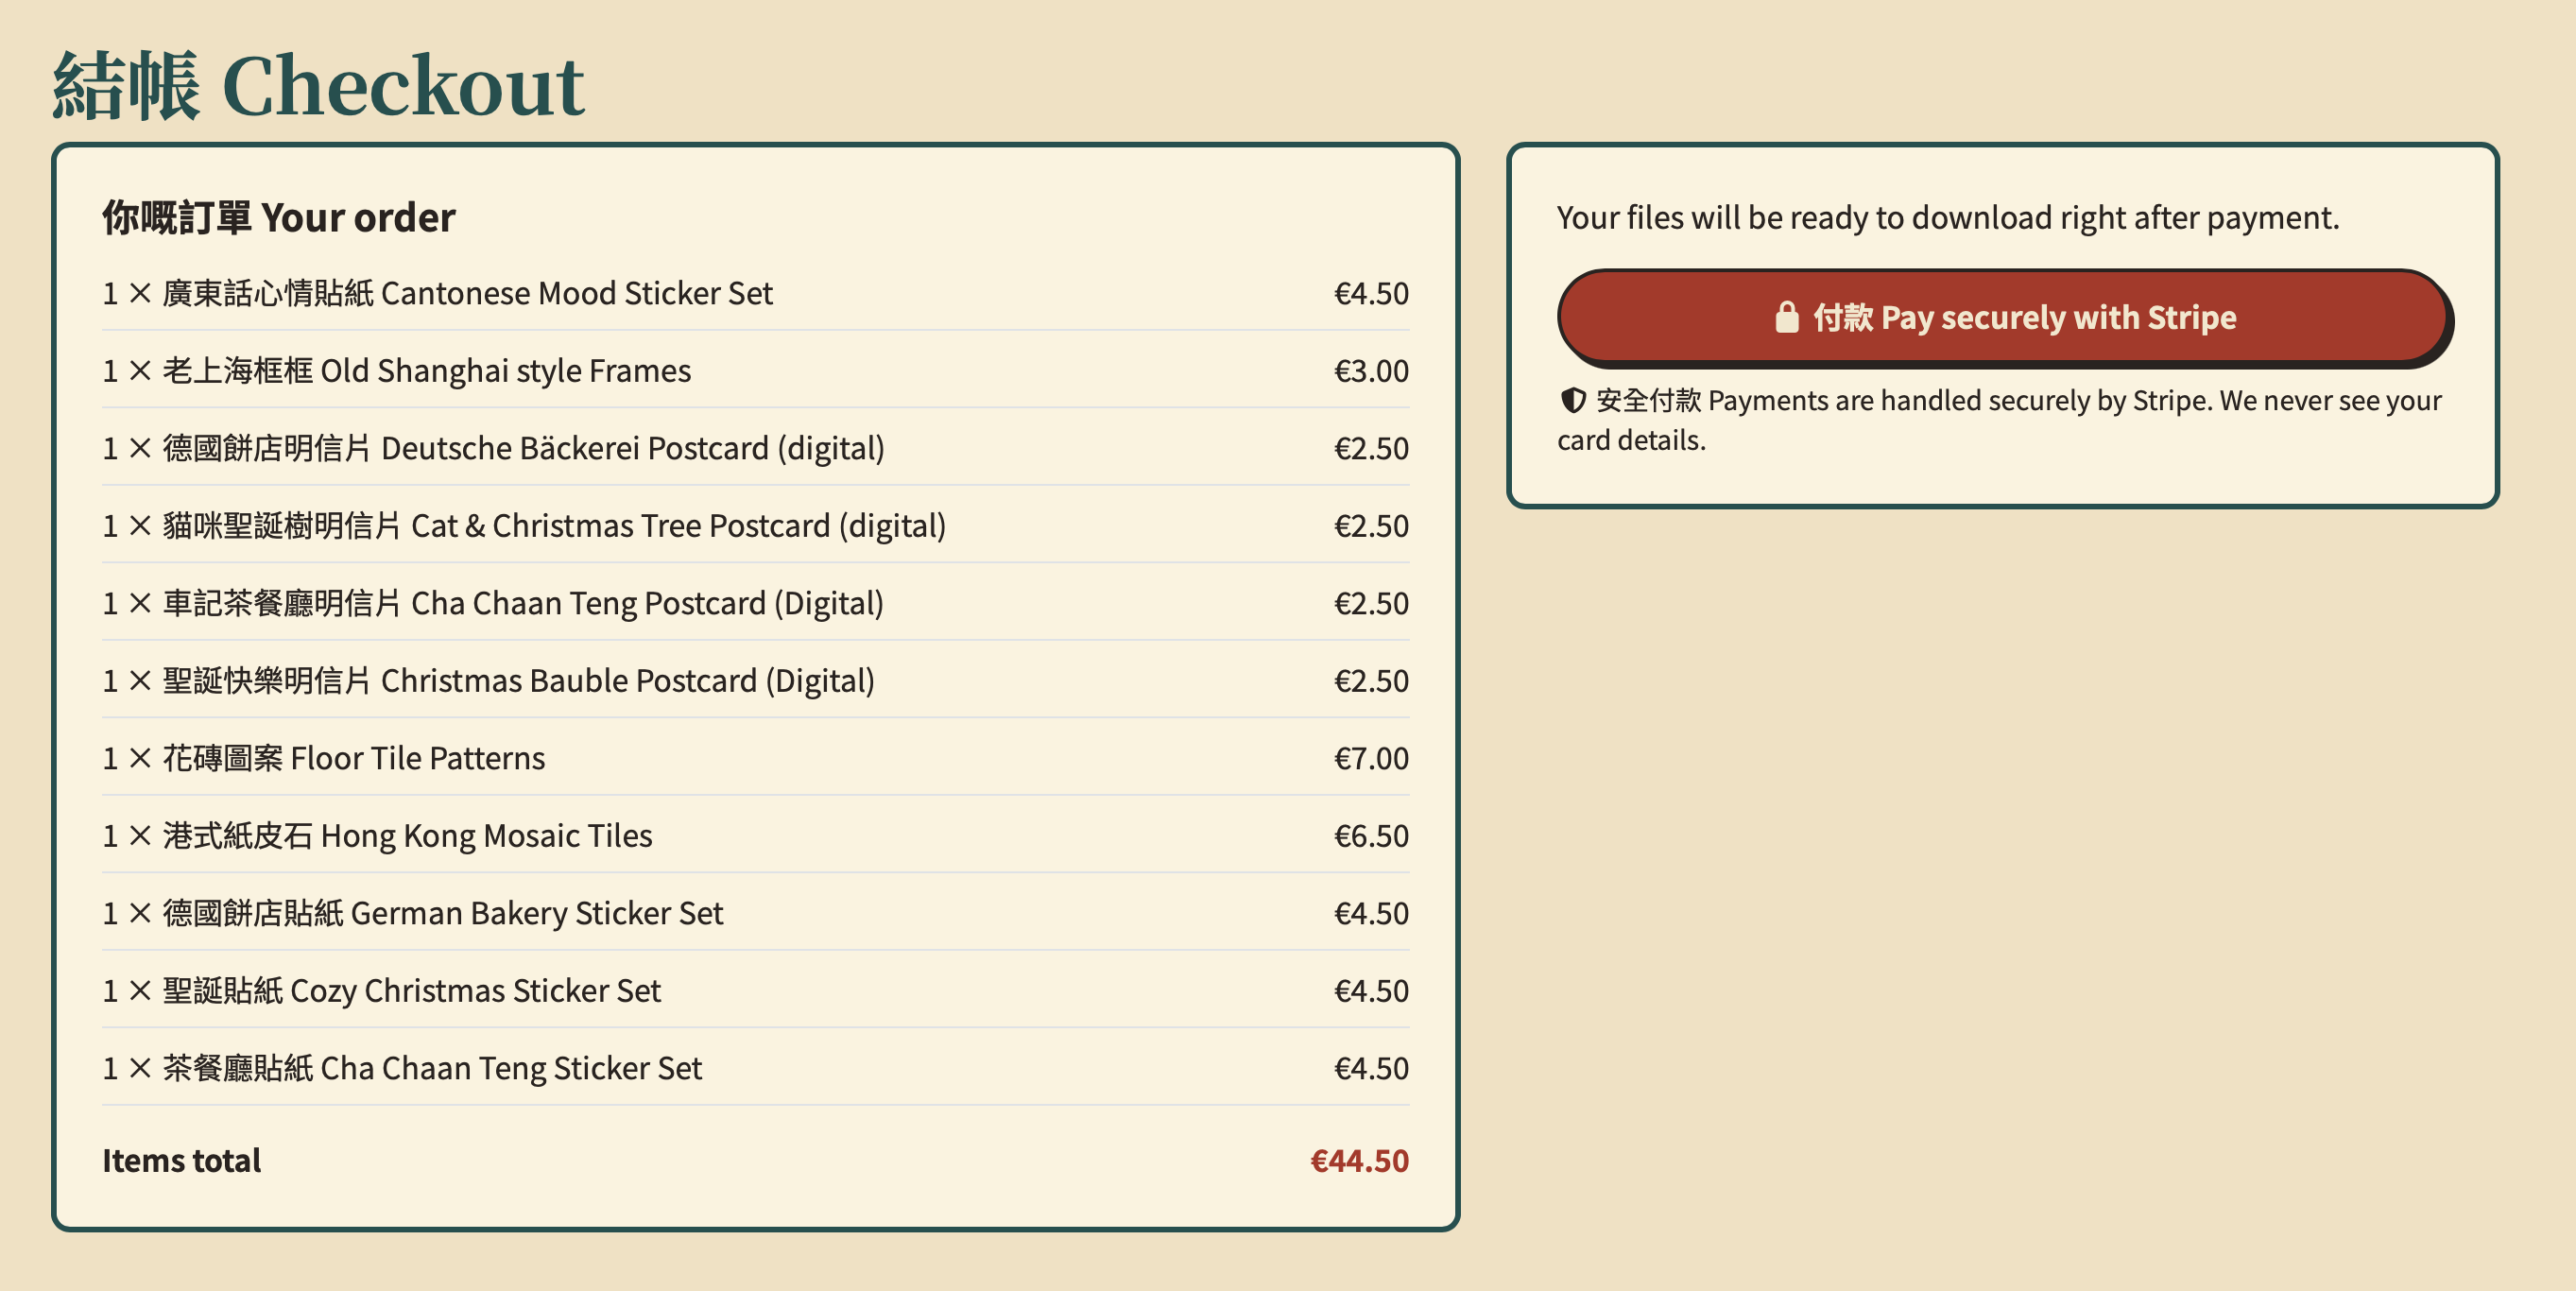 結帳 Checkout
你嘅訂單 Your order
1 × 廣東話心情貼紙 Cantonese Mood Sticker Set €4.50
1 × 老上海框框 Old Shanghai style Frames €3.00
1 × 德國餅店明信片 Deutsche Bäckerei Postcard (digital) €2.50
1 × 貓咪聖誕樹明信片 Cat & Christmas Tree Postcard (digital) €2.50
1 × 車記茶餐廳明信片 Cha Chaan Teng Postcard (Digital) €2.50
1 × 聖誕快樂明信片 Christmas Bauble Postcard (Digital) €2.50
1 × 花磚圖案 Floor Tile Patterns €7.00
1 × 港式紙皮石 Hong Kong Mosaic Tiles €6.50
1 × 德國餅店貼紙 German Bakery Sticker Set €4.50
1 × 聖誕貼紙 Cozy Christmas Sticker Set €4.50
1 × 茶餐廳貼紙 Cha Chaan Teng Sticker Set €4.50
Items total €44.50
Your files will be ready to download right after payment.
付款 Pay securely with Stripe
安全付款 Payments are handled securely by Stripe. We never see your
card details.